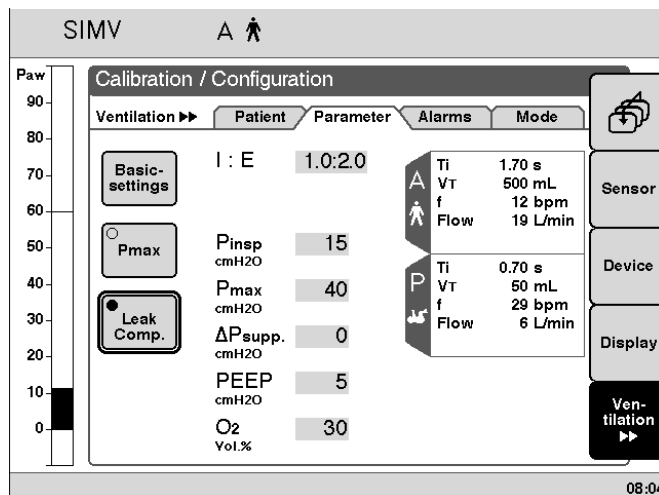 SIMV A
Paw
90
80
70
60
50
40
30
20
10
0
Calibration / Configuration
Ventilation ▶▶ Patient Parameter Alarms Mode
Basic-
settings
Pmax
Leak
Comp.
I : E 1.0:2.0
Pinsp 15
cmH2O
Pmax 40
cmH2O
ΔPsupp. 0
cmH2O
PEEP 5
cmH2O
O2 30
Vol.%
A
Ti 1.70 s
VT 500 mL
f 12 bpm
Flow 19 L/min
P
Ti 0.70 s
VT 50 mL
f 29 bpm
Flow 6 L/min
Sensor
Device
Display
Ven-
tilation
▶▶
08:04